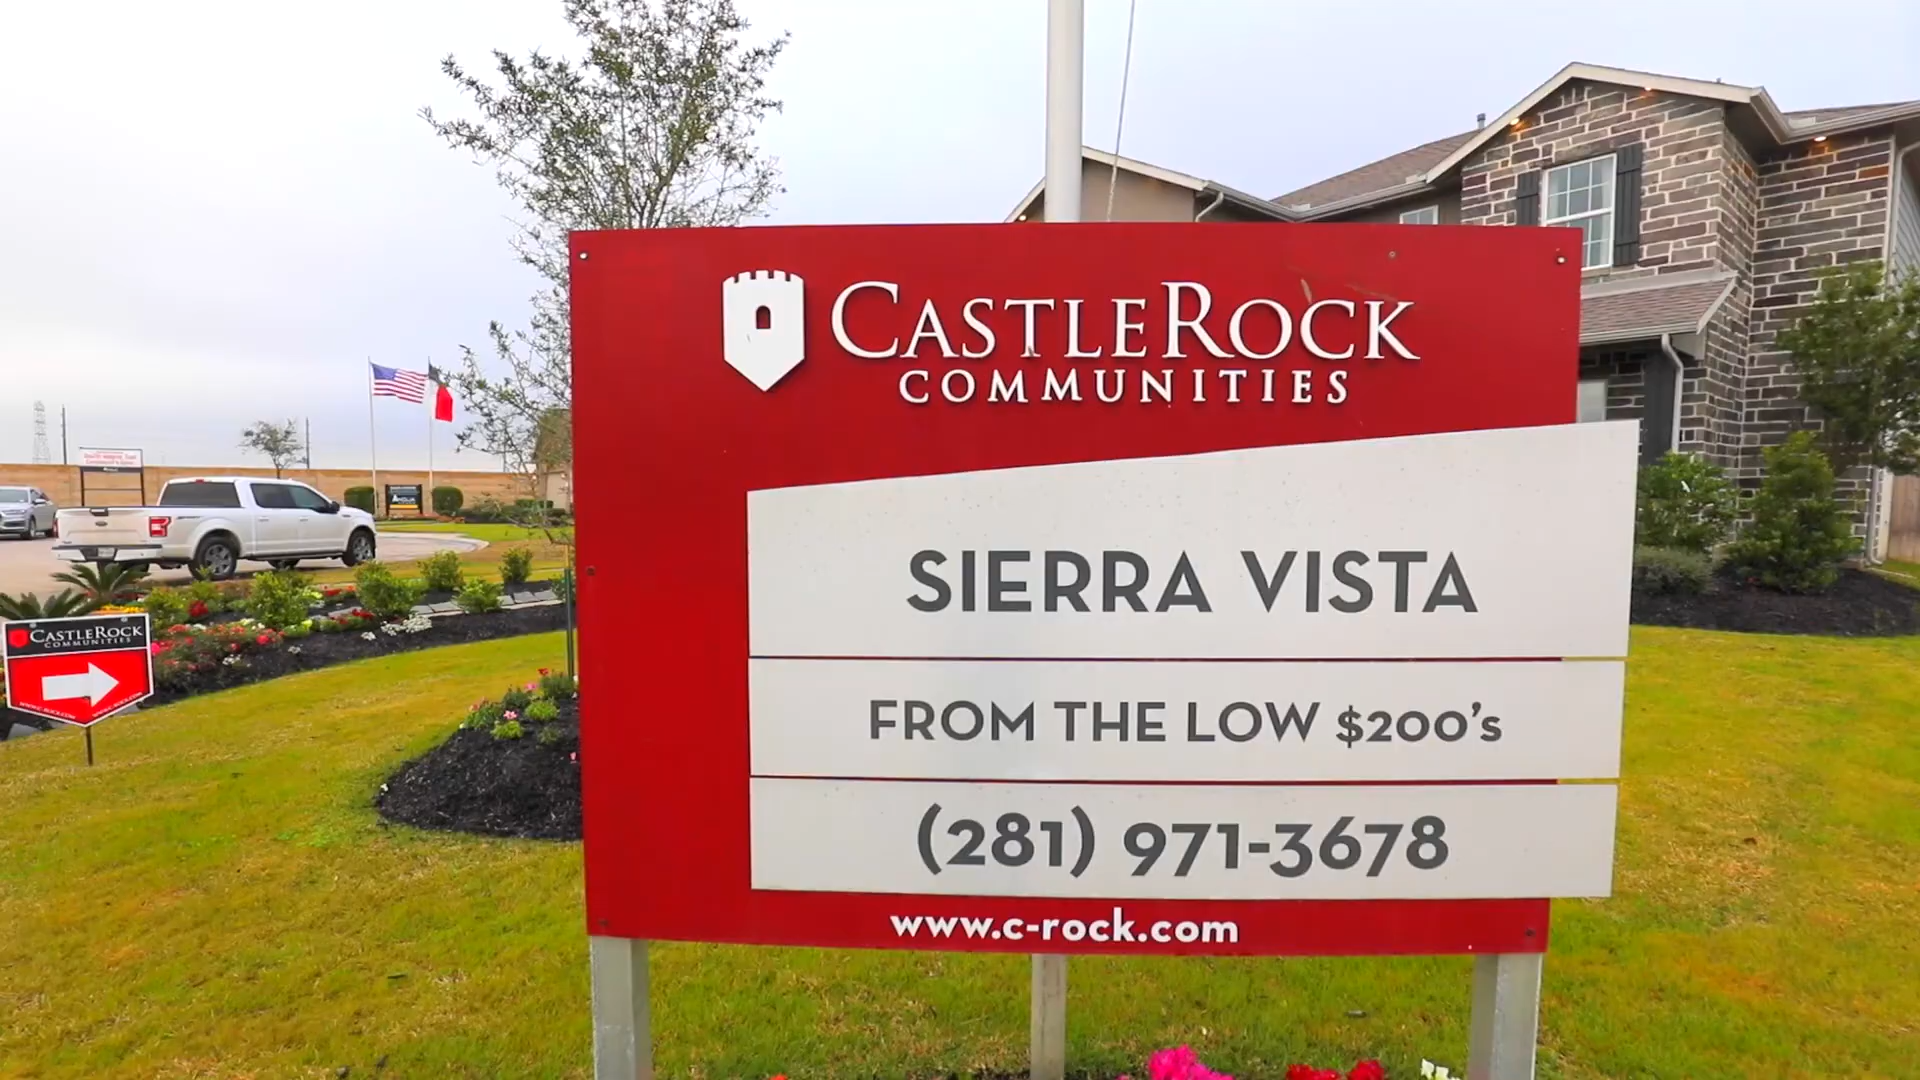 CASTLEROCK
COMMUNITIES
SIERRA VISTA
FROM THE LOW $200's
(281) 971-3678
www.c-rock.com
CASTLEROCK
COMMUNITIES